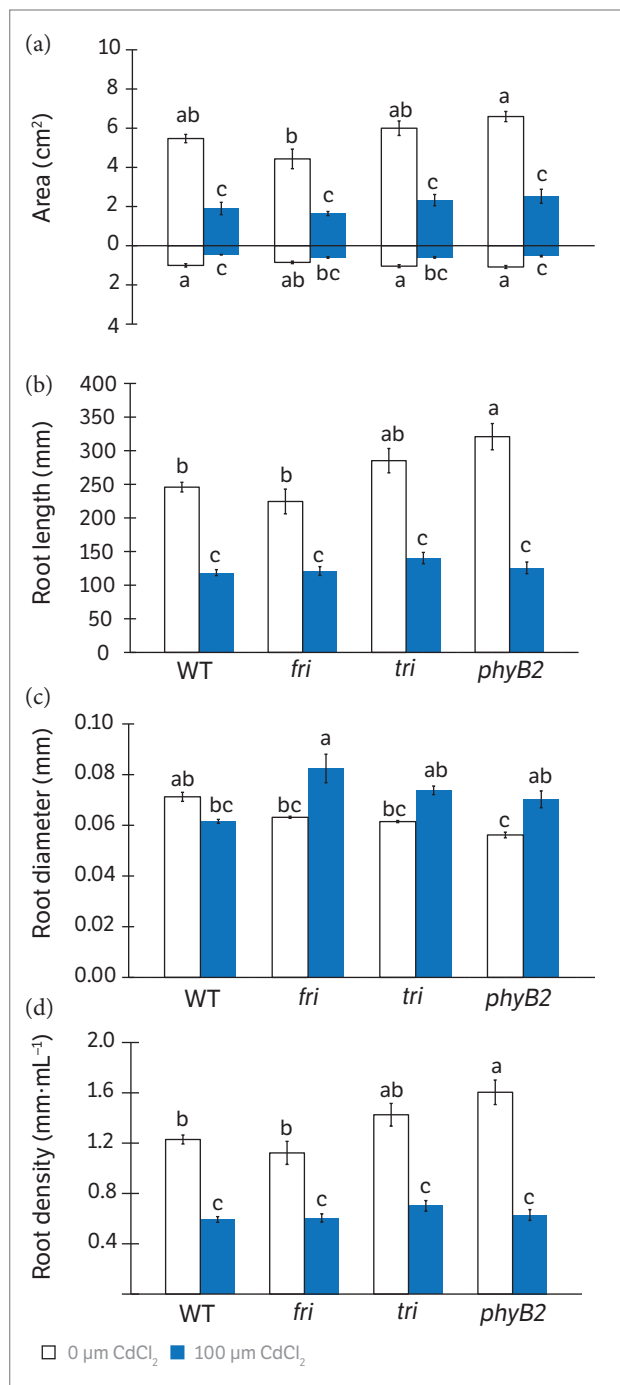 (a)
Area (cm²)
10
8
6
4
2
0
2
4
ab b ab a
c c c c
a c ab bc a bc a c
(b)
Root length (mm)
400
350
300
250
200
150
100
50
0
b c b c ab c a c
WT fri tri phyB2
(c)
Root diameter (mm)
0.10
0.08
0.06
0.04
0.02
0.00
ab bc bc a bc ab c ab
WT fri tri phyB2
(d)
Root density (mm·mL⁻¹)
2.0
1.6
1.2
0.8
0.4
b c b c ab c a c
WT fri tri phyB2
0 µm CdCl₂ 100 µm CdCl₂